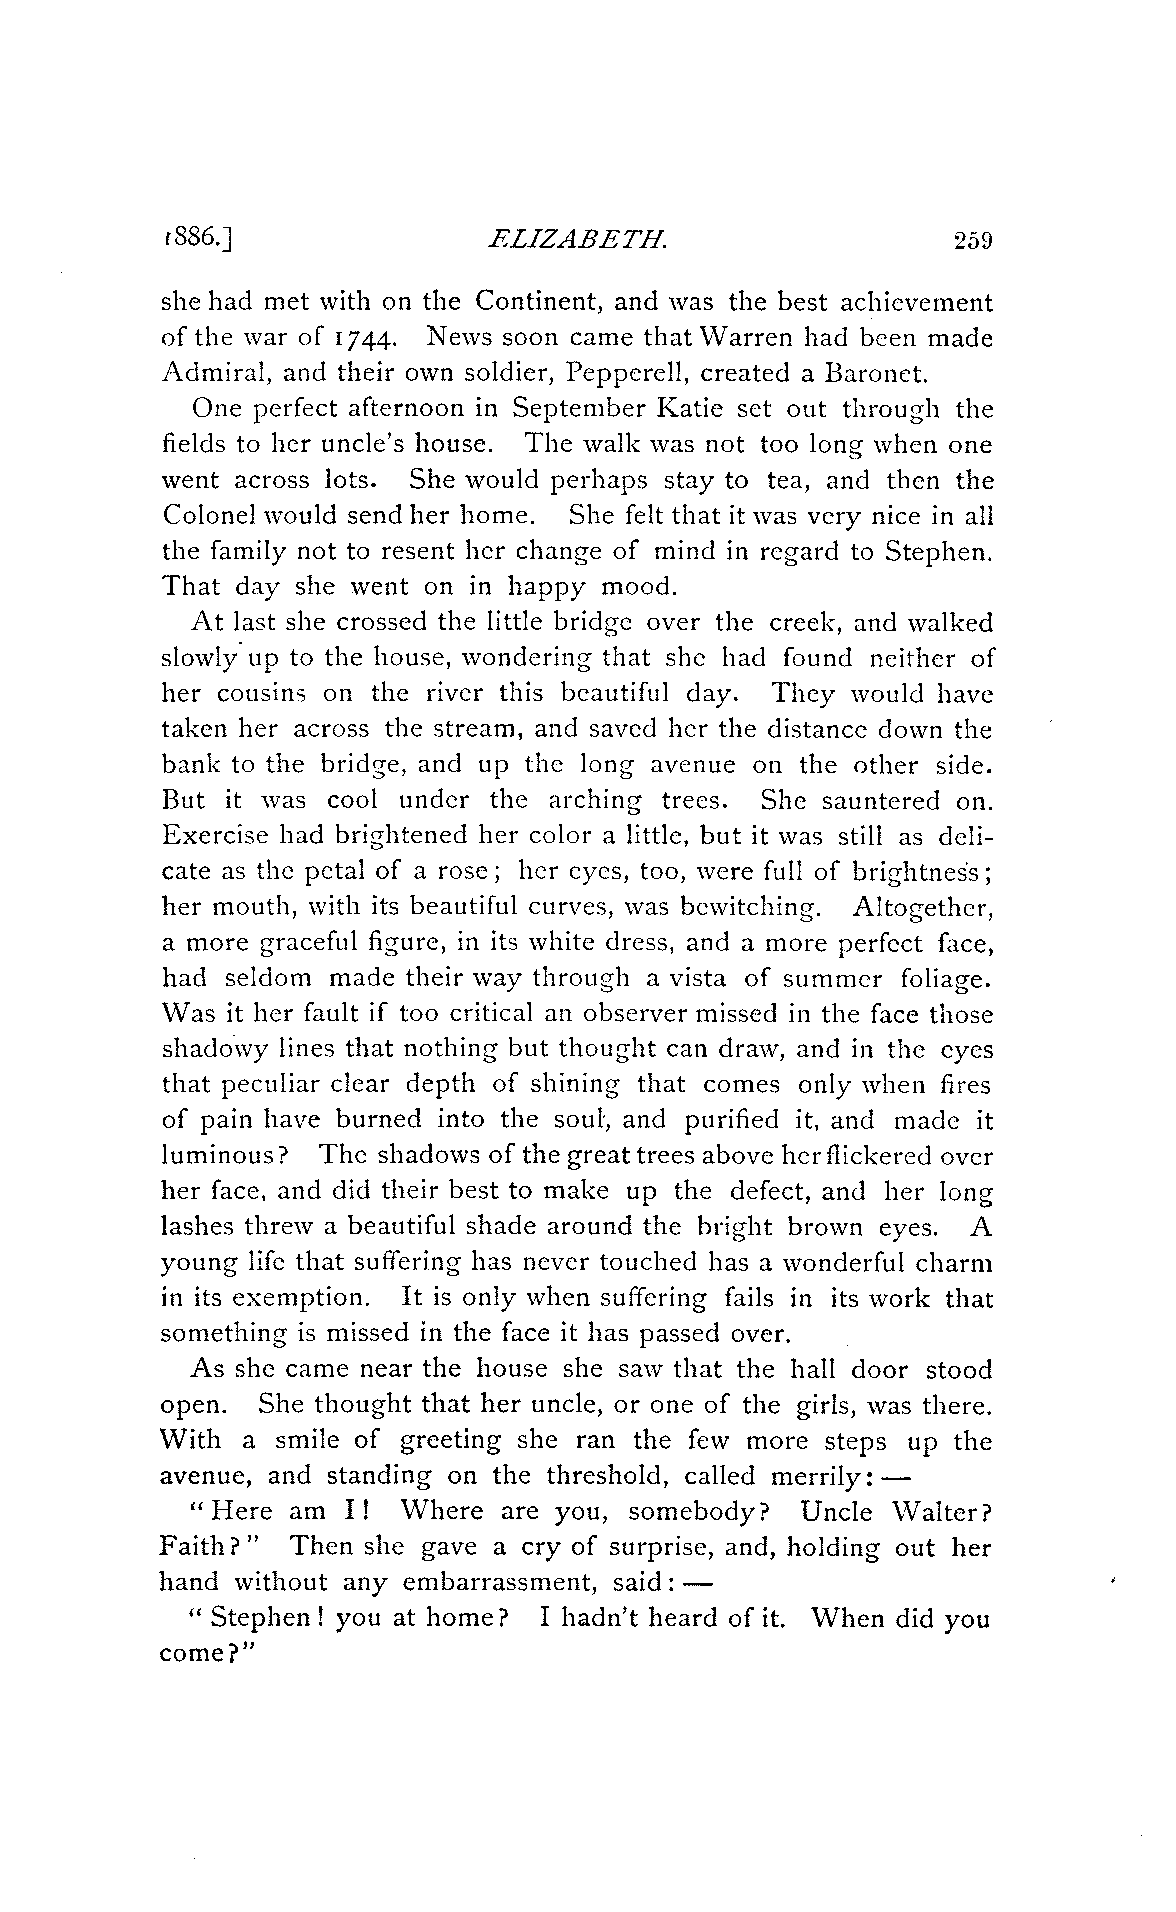 1886.] ELIZABETH. 259
she had met with on the Continent, and was the best achievement
of the war of 1744. News soon came that Warren had been made
Admiral, and their own soldier, Pepperell, created a Baronet.
One perfect afternoon in September Katie set out through the
fields to her uncle's house. The walk was not too long when one
went across lots. She would perhaps stay to tea, and then the
Colonel would send her home. She felt that it was very nice in all
the family not to resent her change of mind in regard to Stephen.
That day she went on in happy mood.
At last she crossed the little bridge over the creek, and walked
slowly up to the house, wondering that she had found neither of
her cousins on the river this beautiful day. They would have
taken her across the stream, and saved her the distance down the
bank to the bridge, and up the long avenue on the other side.
But it was cool under the arching trees. She sauntered on.
Exercise had brightened her color a little, but it was still as deli-
cate as the petal of a rose; her eyes, too, were full of brightness;
her mouth, with its beautiful curves, was bewitching. Altogether,
a more graceful figure, in its white dress, and a more perfect face,
had seldom made their way through a vista of summer foliage.
Was it her fault if too critical an observer missed in the face those
shadowy lines that nothing but thought can draw, and in the eyes
that peculiar clear depth of shining that comes only when fires
of pain have burned into the soul, and purified it, and made it
luminous? The shadows of the great trees above her flickered over
her face, and did their best to make up the defect, and her long
lashes threw a beautiful shade around the bright brown eyes. A
young life that suffering has never touched has a wonderful charm
in its exemption. It is only when suffering fails in its work that
something is missed in the face it has passed over.
As she came near the house she saw that the hall door stood
open. She thought that her uncle, or one of the girls, was there.
With a smile of greeting she ran the few more steps up the
avenue, and standing on the threshold, called merrily:—
"Here am I! Where are you, somebody? Uncle Walter?
Faith?" Then she gave a cry of surprise, and, holding out her
hand without any embarrassment, said:—
"Stephen! you at home? I hadn't heard of it. When did you
come?"